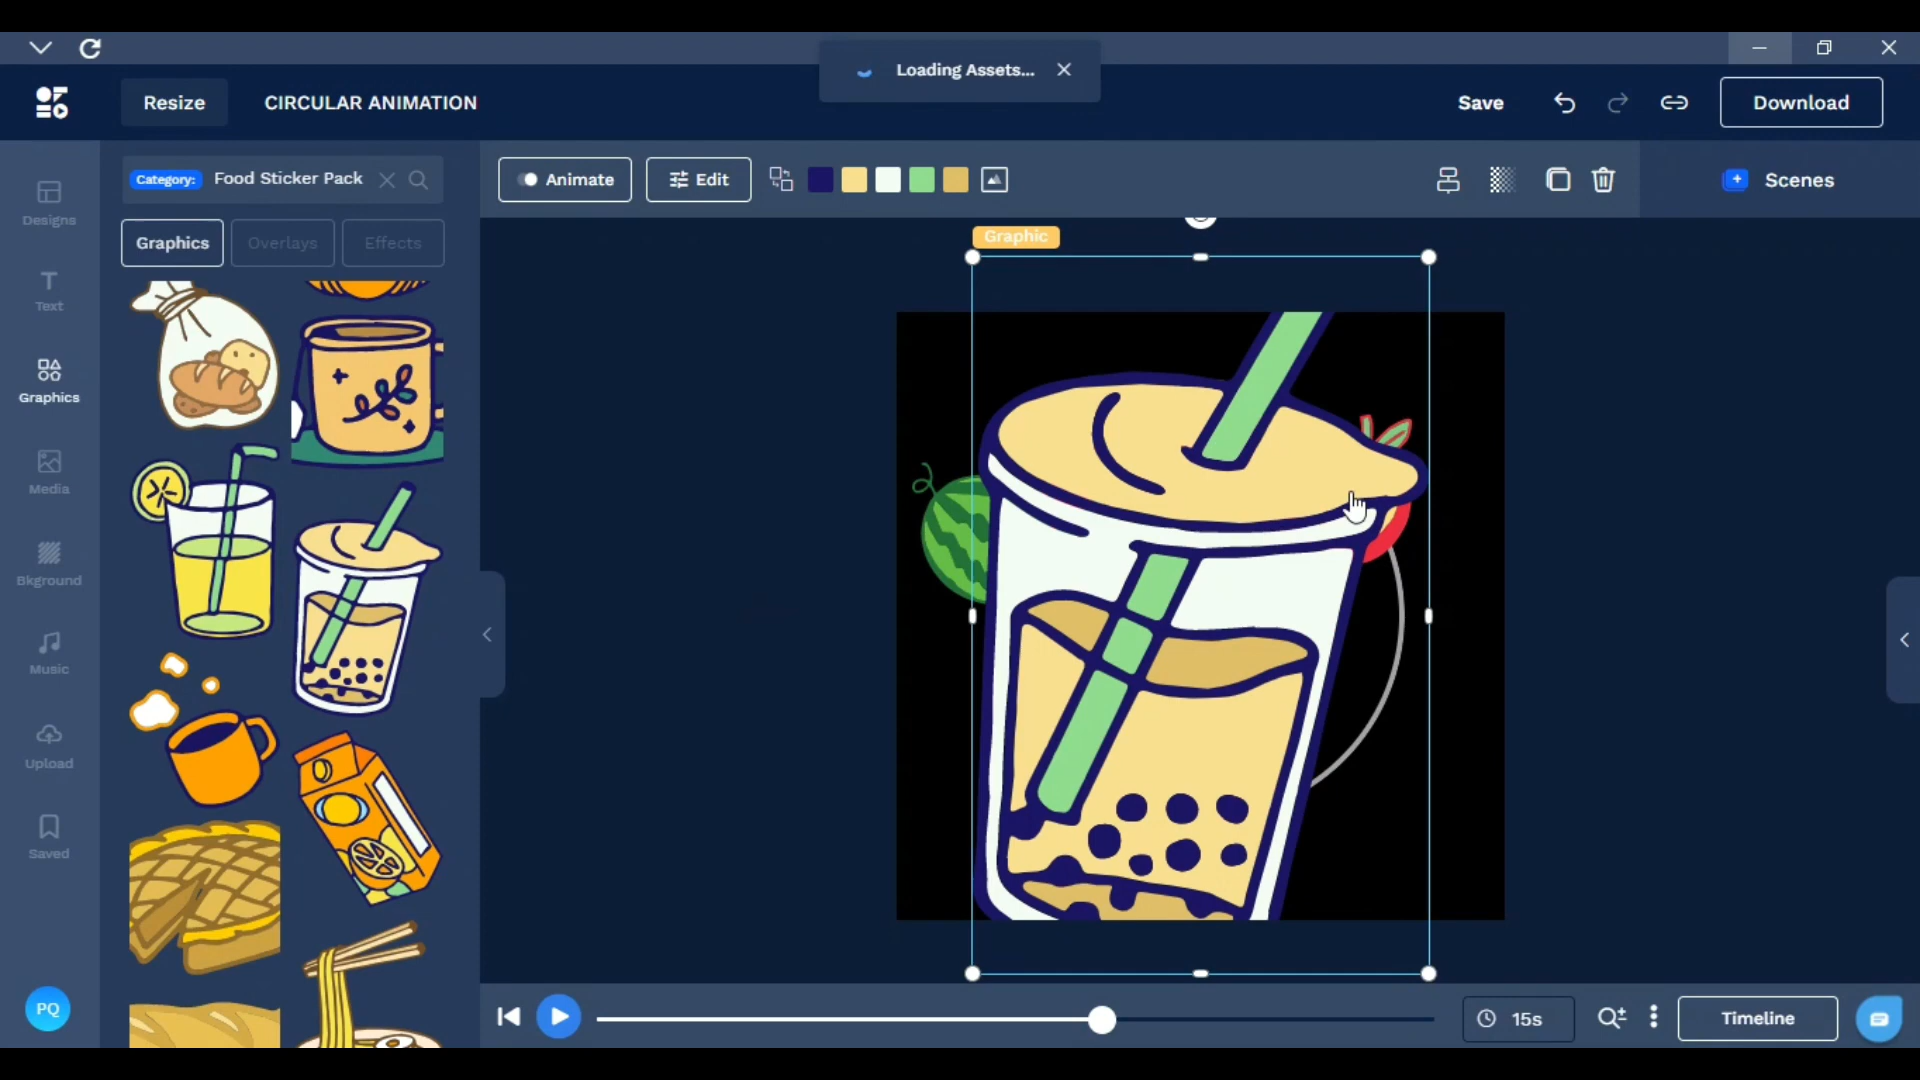 Loading Assets...
Resize
CIRCULAR ANIMATION
Save
Download
Category: Food Sticker Pack
Animate
Edit
Scenes
Designs
Graphics
Overlays
Effects
Graphic
Text
Graphics
Media
Bkground
Music
Upload
Saved
PQ
15s
Timeline